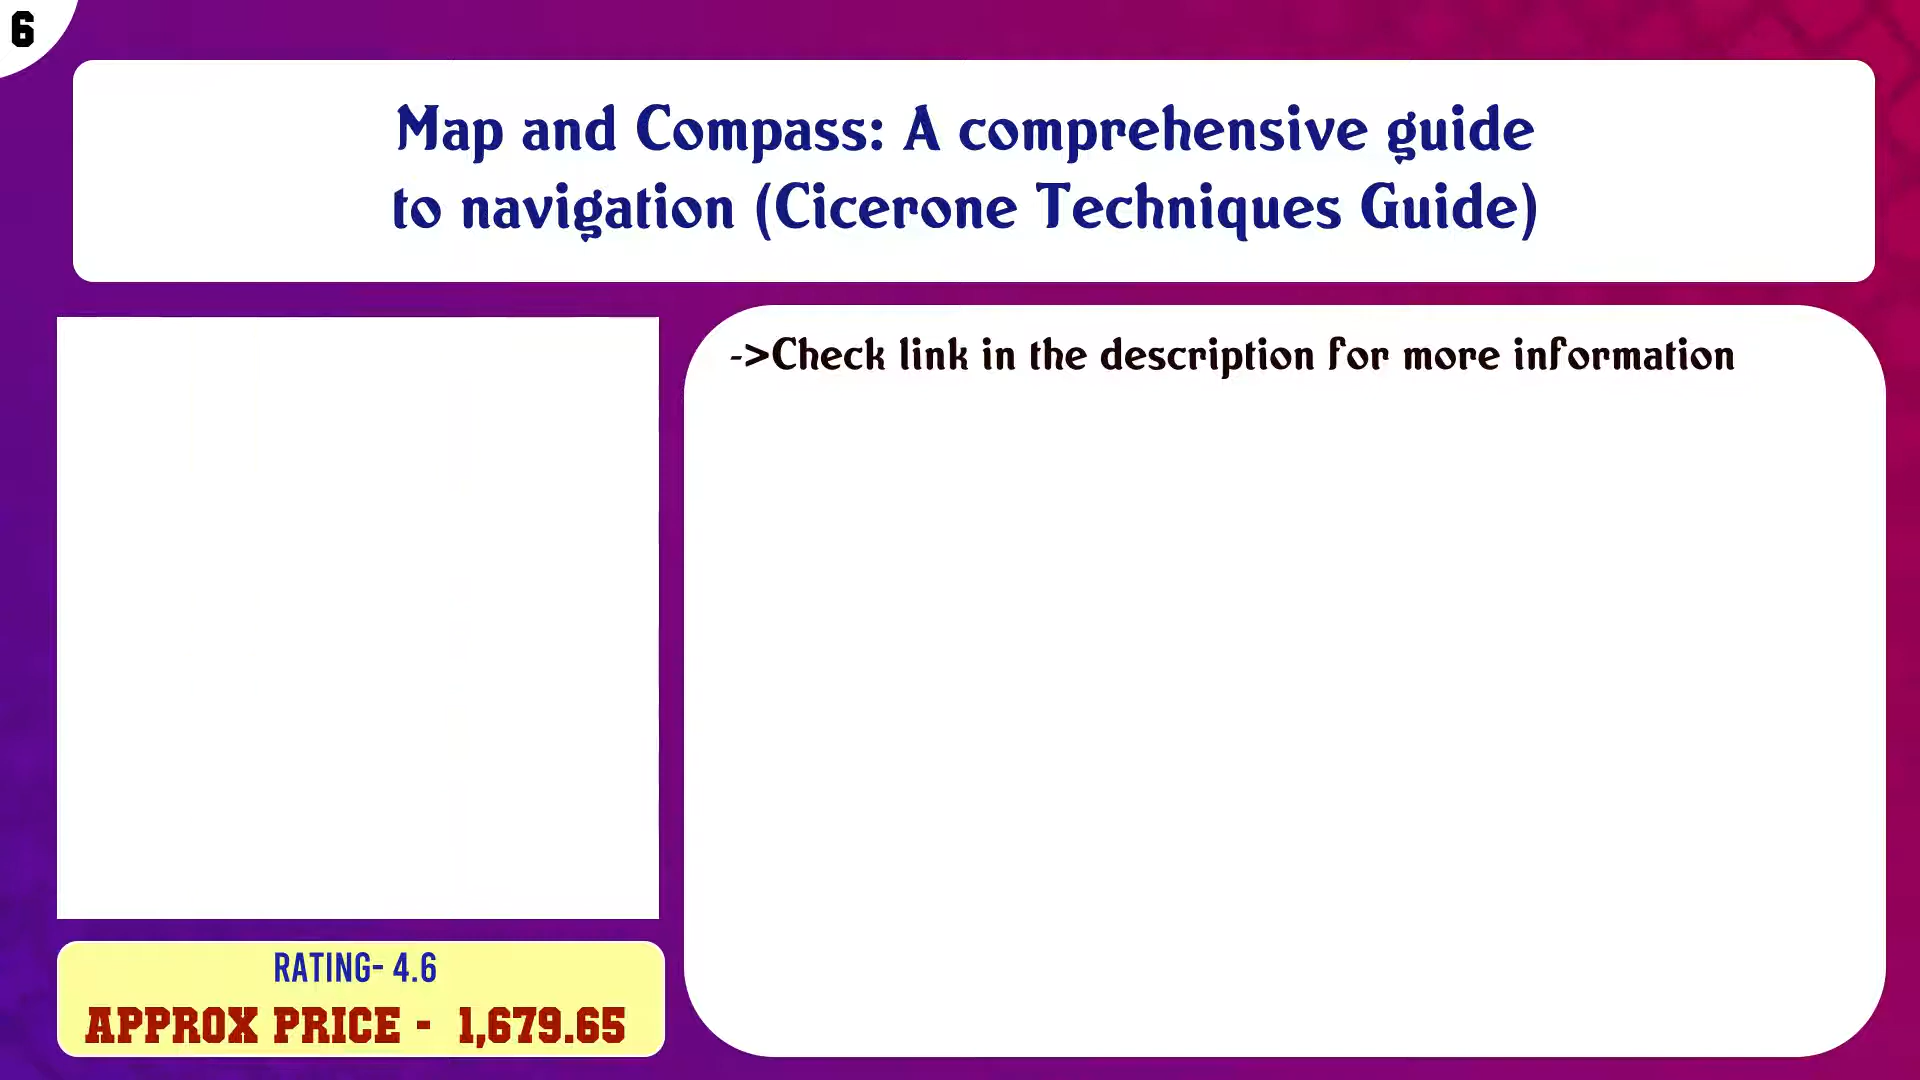 6
Map and Compass: A comprehensive guide
to navigation (Cicerone Techniques Guide)
->Check link in the description for more information
RATING- 4.6
APPROX PRICE - 1,679.65